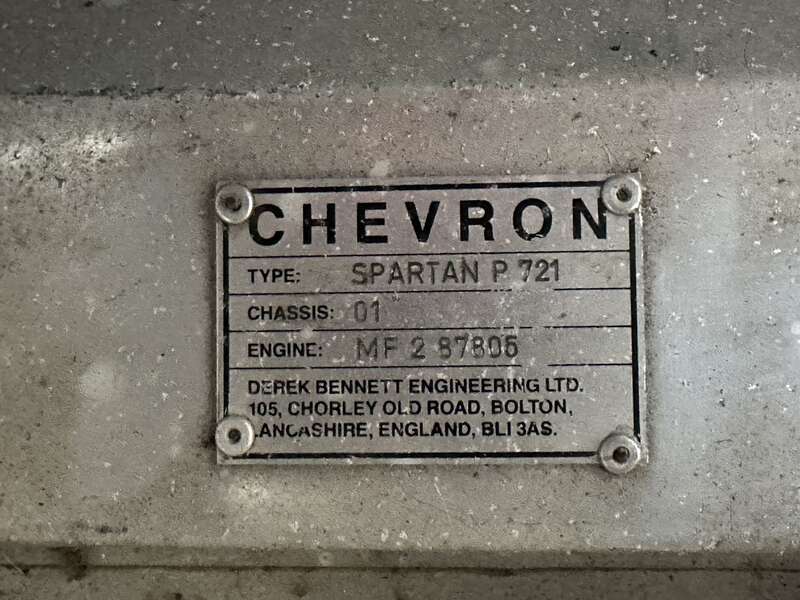 CHEVRON
TYPE: SPARTAN P 721
CHASSIS: 01
ENGINE: MF 2 87805
DEREK BENNETT ENGINEERING LTD.
105, CHORLEY OLD ROAD, BOLTON,
LANCASHIRE, ENGLAND, BLI 3AS.